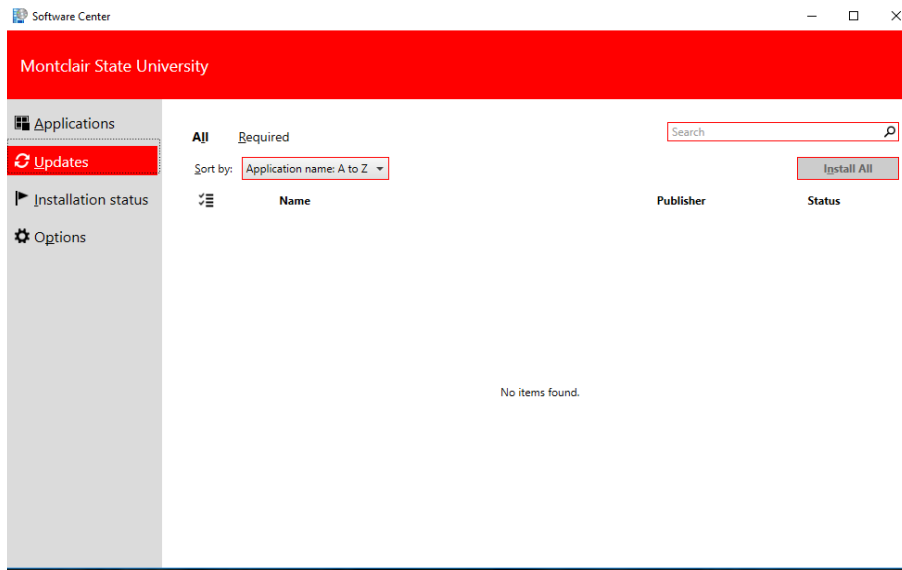 Software Center
Montclair State University
Applications
Updates
Installation status
Options
All Required
Search
Sort by: Application name: A to Z
Install All
Name Publisher Status
No items found.